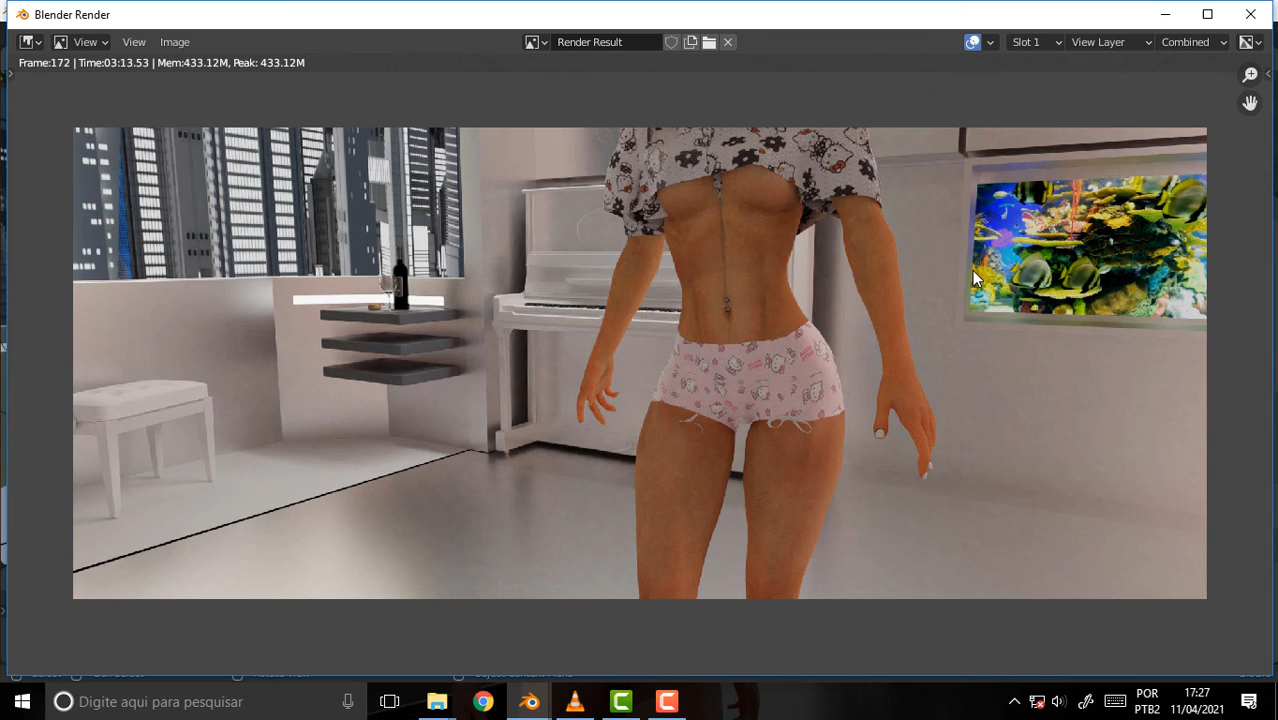 Blender Render
View View Image Render Result Slot 1 View Layer Combined
Frame:172 | Time:03:13.53 | Mem:433.12M, Peak: 433.12M
Digite aqui para pesquisar
POR 17:27
PTB2 11/04/2021